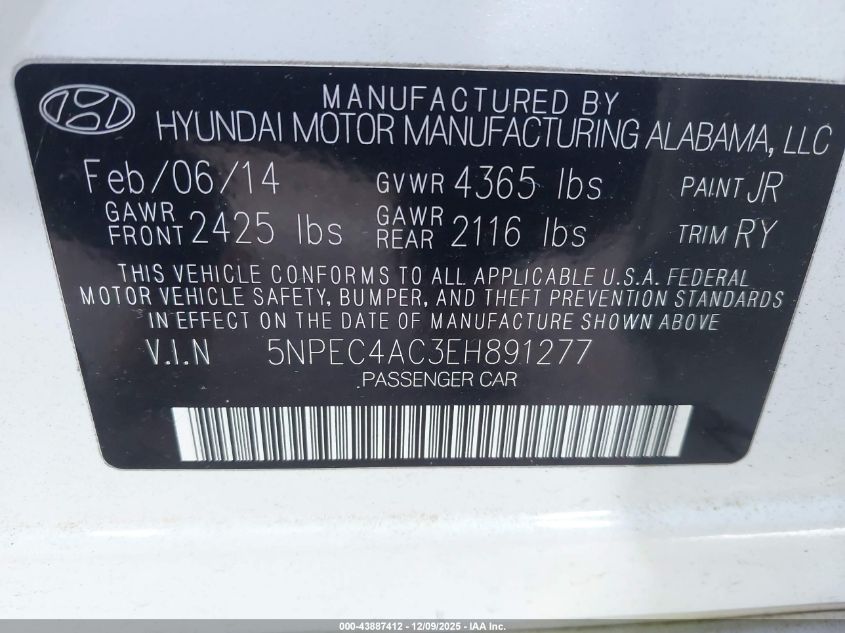 MANUFACTURED BY
HYUNDAI MOTOR MANUFACTURING ALABAMA, LLC
Feb/06/14 GVWR 4365 lbs PAINT JR
GAWR FRONT 2425 lbs GAWR REAR 2116 lbs TRIM RY
THIS VEHICLE CONFORMS TO ALL APPLICABLE U.S.A. FEDERAL
MOTOR VEHICLE SAFETY, BUMPER, AND THEFT PREVENTION STANDARDS
IN EFFECT ON THE DATE OF MANUFACTURE SHOWN ABOVE
V.I.N 5NPEC4AC3EH891277
PASSENGER CAR
000-43887412 - 12/09/2025 - IAA Inc.